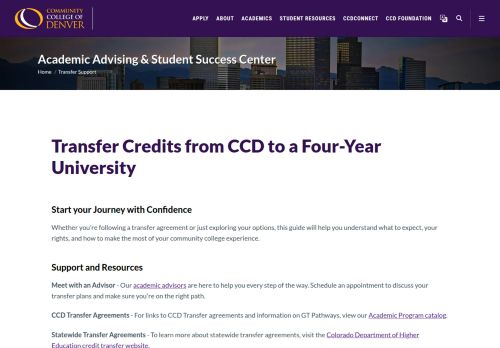 COMMUNITY
COLLEGE OF
DENVER
APPLY ABOUT ACADEMICS STUDENT RESOURCES CCDCONNECT CCD FOUNDATION
Academic Advising & Student Success Center
Home / Transfer Support
Transfer Credits from CCD to a Four-Year
University
Start your Journey with Confidence
Whether you're following a transfer agreement or just exploring your options, this guide will help you understand what to expect, your
rights, and how to make the most of your community college experience.
Support and Resources
Meet with an Advisor - Our academic advisors are here to help you every step of the way. Schedule an appointment to discuss your
transfer plans and make sure you're on the right path.
CCD Transfer Agreements - For links to CCD Transfer agreements and information on GT Pathways, view our Academic Program catalog.
Statewide Transfer Agreements - To learn more about statewide transfer agreements, visit the Colorado Department of Higher
Education credit transfer website.